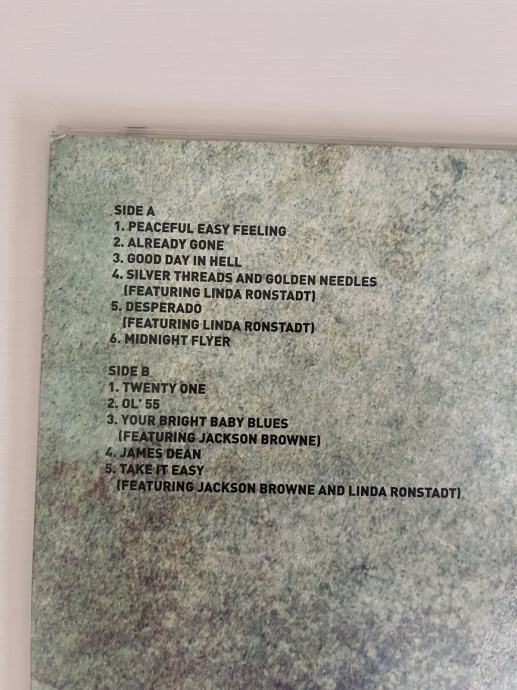 SIDE A
1. PEACEFUL EASY FEELING
2. ALREADY GONE
3. GOOD DAY IN HELL
4. SILVER THREADS AND GOLDEN NEEDLES
(FEATURING LINDA RONSTADT)
5. DESPERADO
(FEATURING LINDA RONSTADT)
6. MIDNIGHT FLYER
SIDE B
1. TWENTY ONE
2. OL' 55
3. YOUR BRIGHT BABY BLUES
(FEATURING JACKSON BROWNE)
4. JAMES DEAN
5. TAKE IT EASY
(FEATURING JACKSON BROWNE AND LINDA RONSTADT)